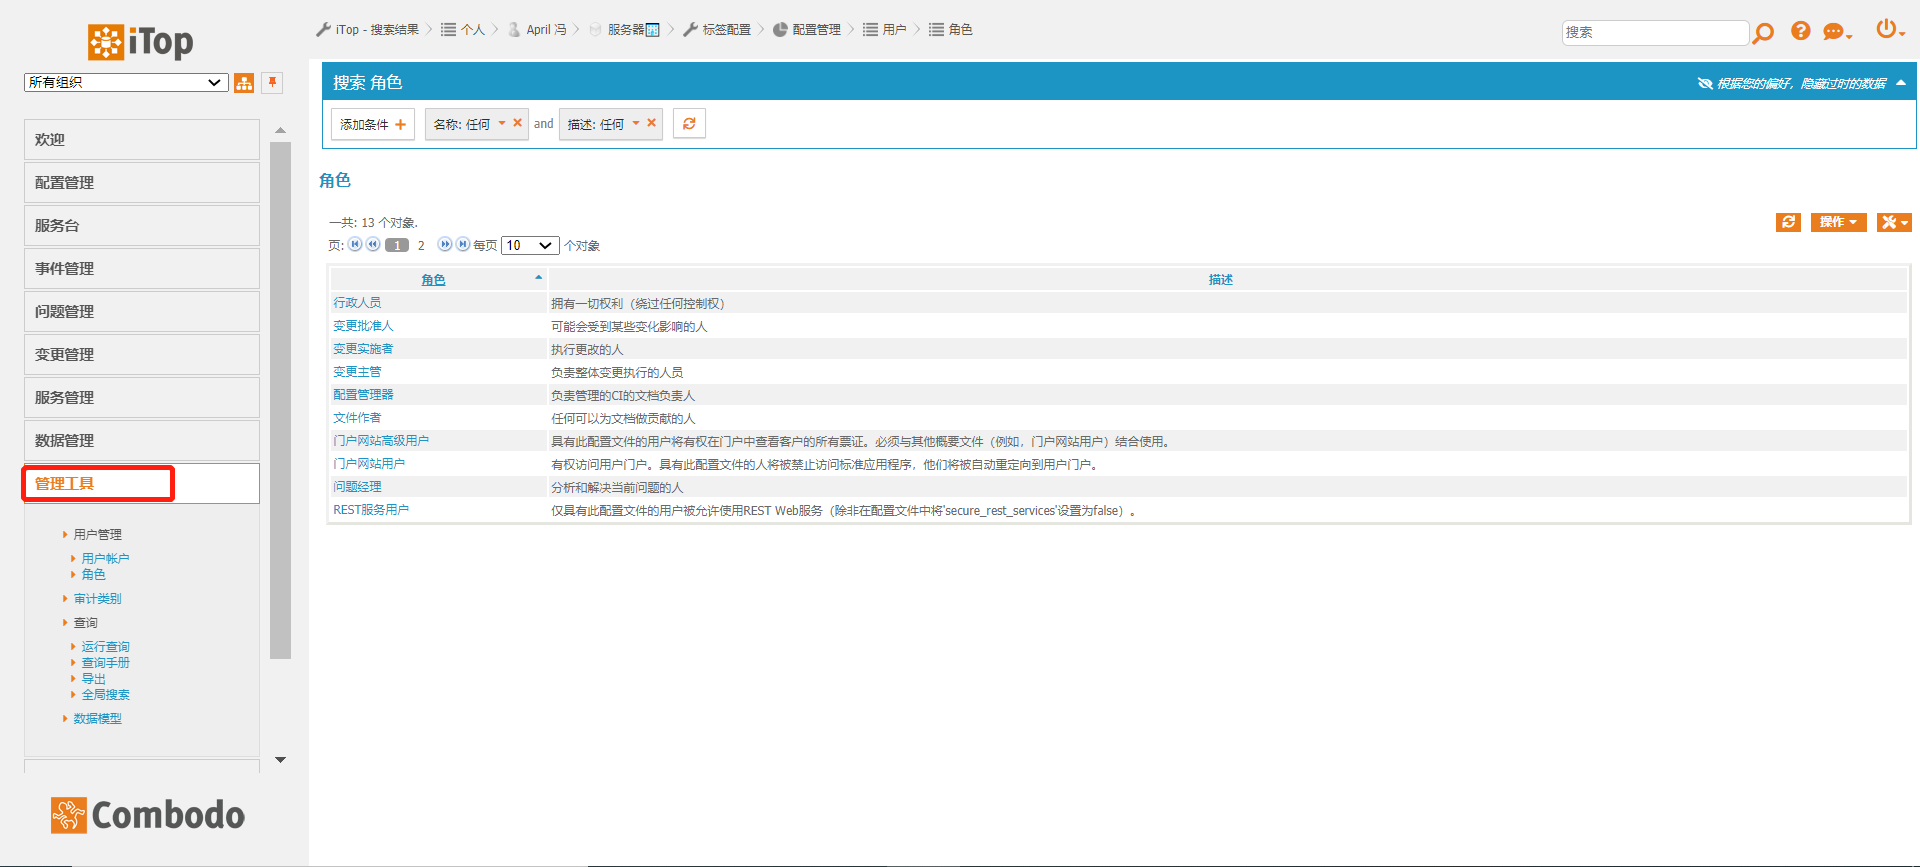 iTop
所有组织
iTop - 搜索结果
个人
April 冯
服务器
标签配置
配置管理
用户
角色
搜索
欢迎
配置管理
服务台
事件管理
问题管理
变更管理
服务管理
数据管理
管理工具
用户管理
用户帐户
角色
审计类别
查询
运行查询
查询手册
导出
全局搜索
数据模型
Combodo
搜索 角色
根据您的偏好，隐藏过时的数据
添加条件
名称: 任何
and
描述: 任何
角色
一共: 13 个对象.
操作
页: 1 2 每页 10 个对象
角色 描述
行政人员 拥有一切权利（绕过任何控制权）
变更批准人 可能会受到某些变化影响的人
变更实施者 执行更改的人
变更主管 负责整体变更执行的人员
配置管理器 负责管理的CI的文档负责人
文件作者 任何可以为文档做贡献的人
门户网站高级用户 具有此配置文件的用户将有权在门户中查看客户的所有票证。必须与其他概要文件（例如，门户网站用户）结合使用。
门户网站用户 有权访问用户门户。具有此配置文件的人将被禁止访问标准应用程序，他们将被自动重定向到用户门户。
问题经理 分析和解决当前问题的人
REST服务用户 仅具有此配置文件的用户被允许使用REST Web服务（除非在配置文件中将'secure_rest_services'设置为false）。